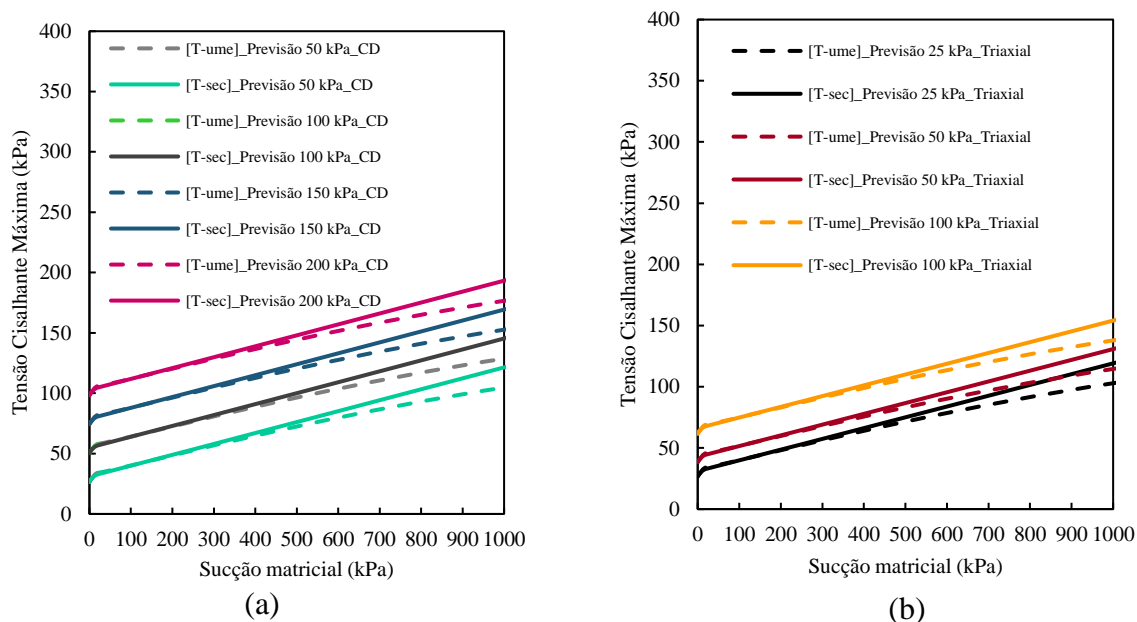 Tensão Cisalhante Máxima (kPa)
400
350
300
250
200
150
100
50
0
[T-ume]_Previsão 50 kPa_CD
[T-sec]_Previsão 50 kPa_CD
[T-ume]_Previsão 100 kPa_CD
[T-sec]_Previsão 100 kPa_CD
[T-ume]_Previsão 150 kPa_CD
[T-sec]_Previsão 150 kPa_CD
[T-ume]_Previsão 200 kPa_CD
[T-sec]_Previsão 200 kPa_CD
0 100 200 300 400 500 600 700 800 900 1000
Sucção matricial (kPa)
(a)
Tensão Cisalhante Máxima (kPa)
400
350
300
250
200
150
100
50
0
[T-ume]_Previsão 25 kPa_Triaxial
[T-sec]_Previsão 25 kPa_Triaxial
[T-ume]_Previsão 50 kPa_Triaxial
[T-sec]_Previsão 50 kPa_Triaxial
[T-ume]_Previsão 100 kPa_Triaxial
[T-sec]_Previsão 100 kPa_Triaxial
0 100 200 300 400 500 600 700 800 900 1000
Sucção matricial (kPa)
(b)